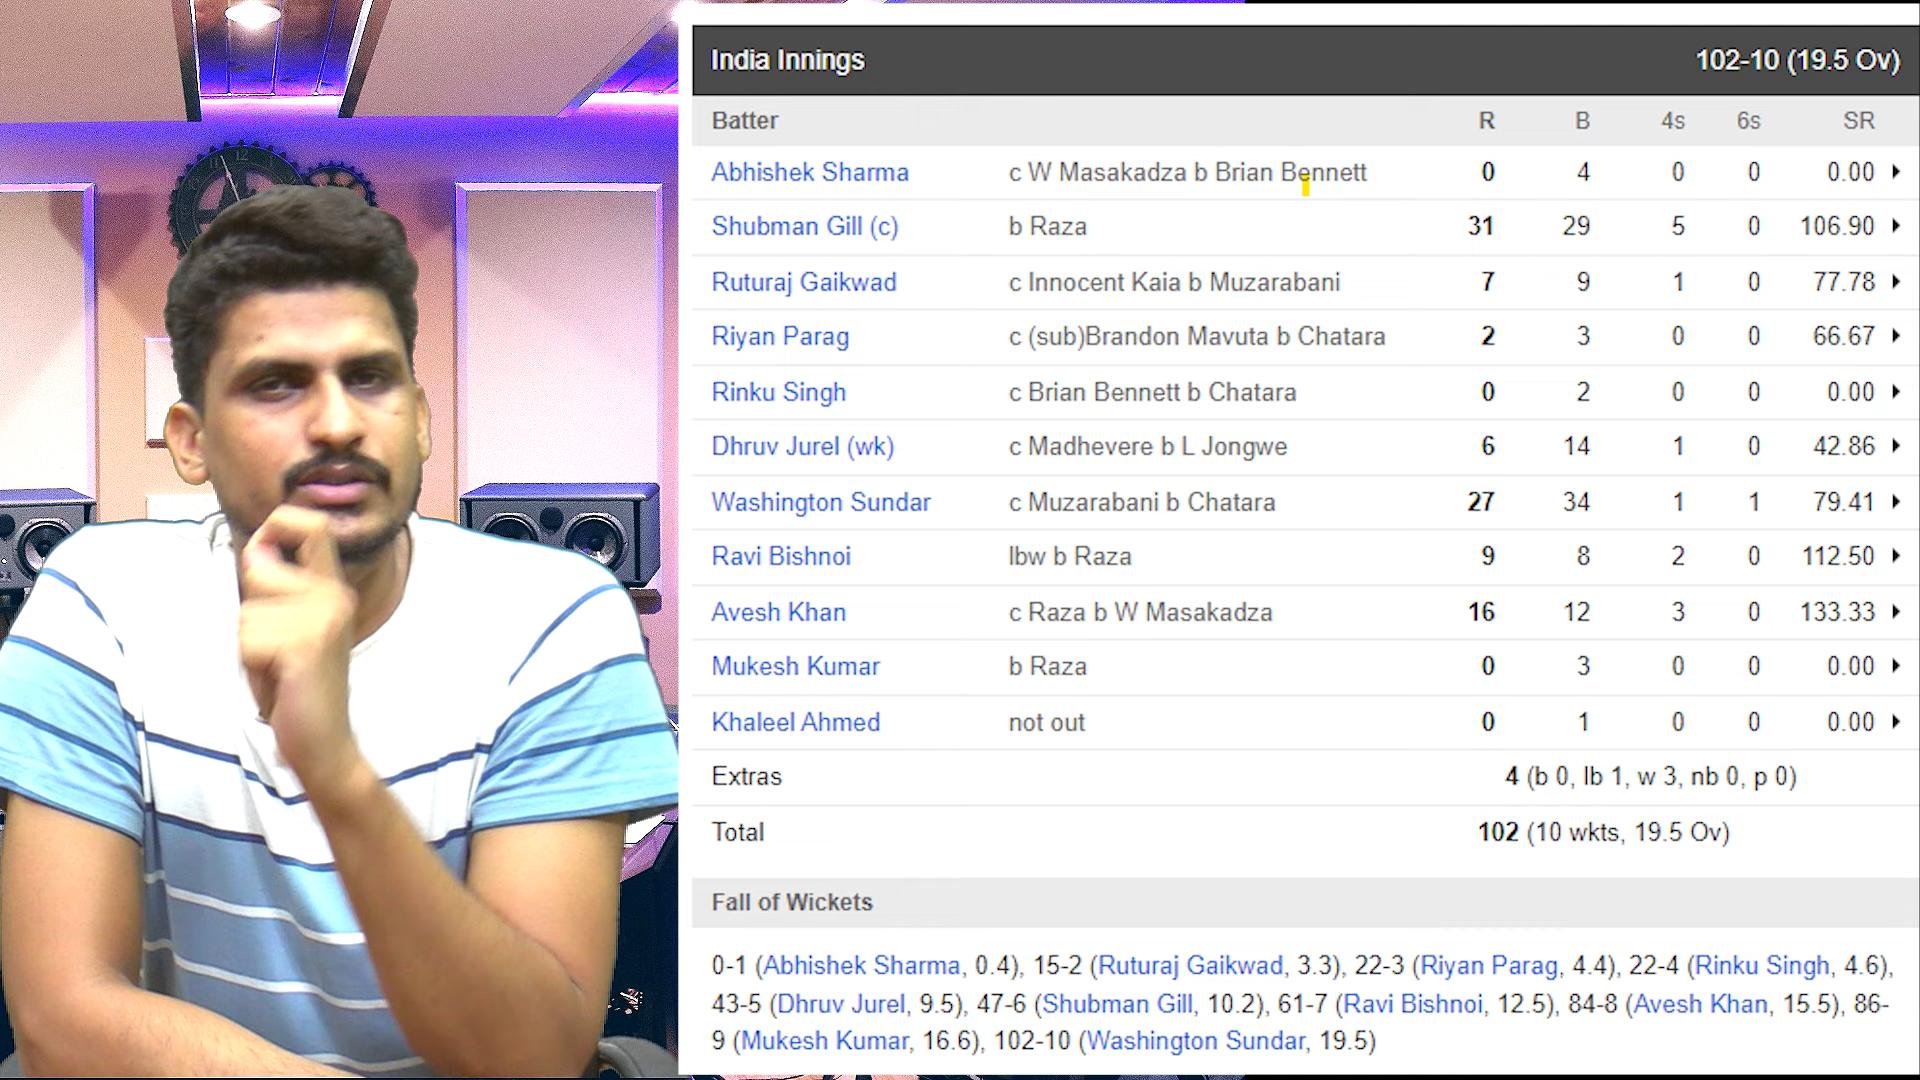 India Innings 102-10 (19.5 Ov)
Batter R B 4s 6s SR
Abhishek Sharma c W Masakadza b Brian Bennett 0 4 0 0 0.00
Shubman Gill (c) b Raza 31 29 5 0 106.90
Ruturaj Gaikwad c Innocent Kaia b Muzarabani 7 9 1 0 77.78
Riyan Parag c (sub)Brandon Mavuta b Chatara 2 3 0 0 66.67
Rinku Singh c Brian Bennett b Chatara 0 2 0 0 0.00
Dhruv Jurel (wk) c Madhevere b L Jongwe 6 14 1 0 42.86
Washington Sundar c Muzarabani b Chatara 27 34 1 1 79.41
Ravi Bishnoi lbw b Raza 9 8 2 0 112.50
Avesh Khan c Raza b W Masakadza 16 12 3 0 133.33
Mukesh Kumar b Raza 0 3 0 0 0.00
Khaleel Ahmed not out 0 1 0 0 0.00
Extras 4 (b 0, lb 1, w 3, nb 0, p 0)
Total 102 (10 wkts, 19.5 Ov)
Fall of Wickets
0-1 (Abhishek Sharma, 0.4), 15-2 (Ruturaj Gaikwad, 3.3), 22-3 (Riyan Parag, 4.4), 22-4 (Rinku Singh, 4.6),
43-5 (Dhruv Jurel, 9.5), 47-6 (Shubman Gill, 10.2), 61-7 (Ravi Bishnoi, 12.5), 84-8 (Avesh Khan, 15.5), 86-
9 (Mukesh Kumar, 16.6), 102-10 (Washington Sundar, 19.5)